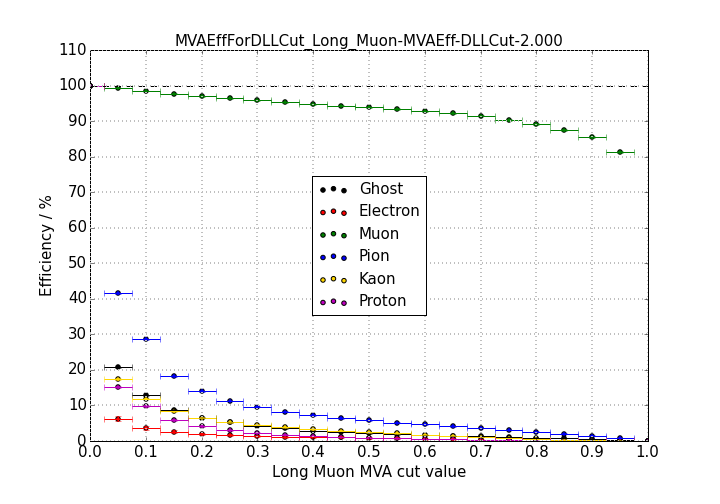 MVAEffForDLLCut_Long_Muon-MVAEff-DLLCut-2.000
110
100
90
80
70
60
50
40
30
20
10
0
Efficiency / %
Ghost
Electron
Muon
Pion
Kaon
Proton
0.0 0.1 0.2 0.3 0.4 0.5 0.6 0.7 0.8 0.9 1.0
Long Muon MVA cut value